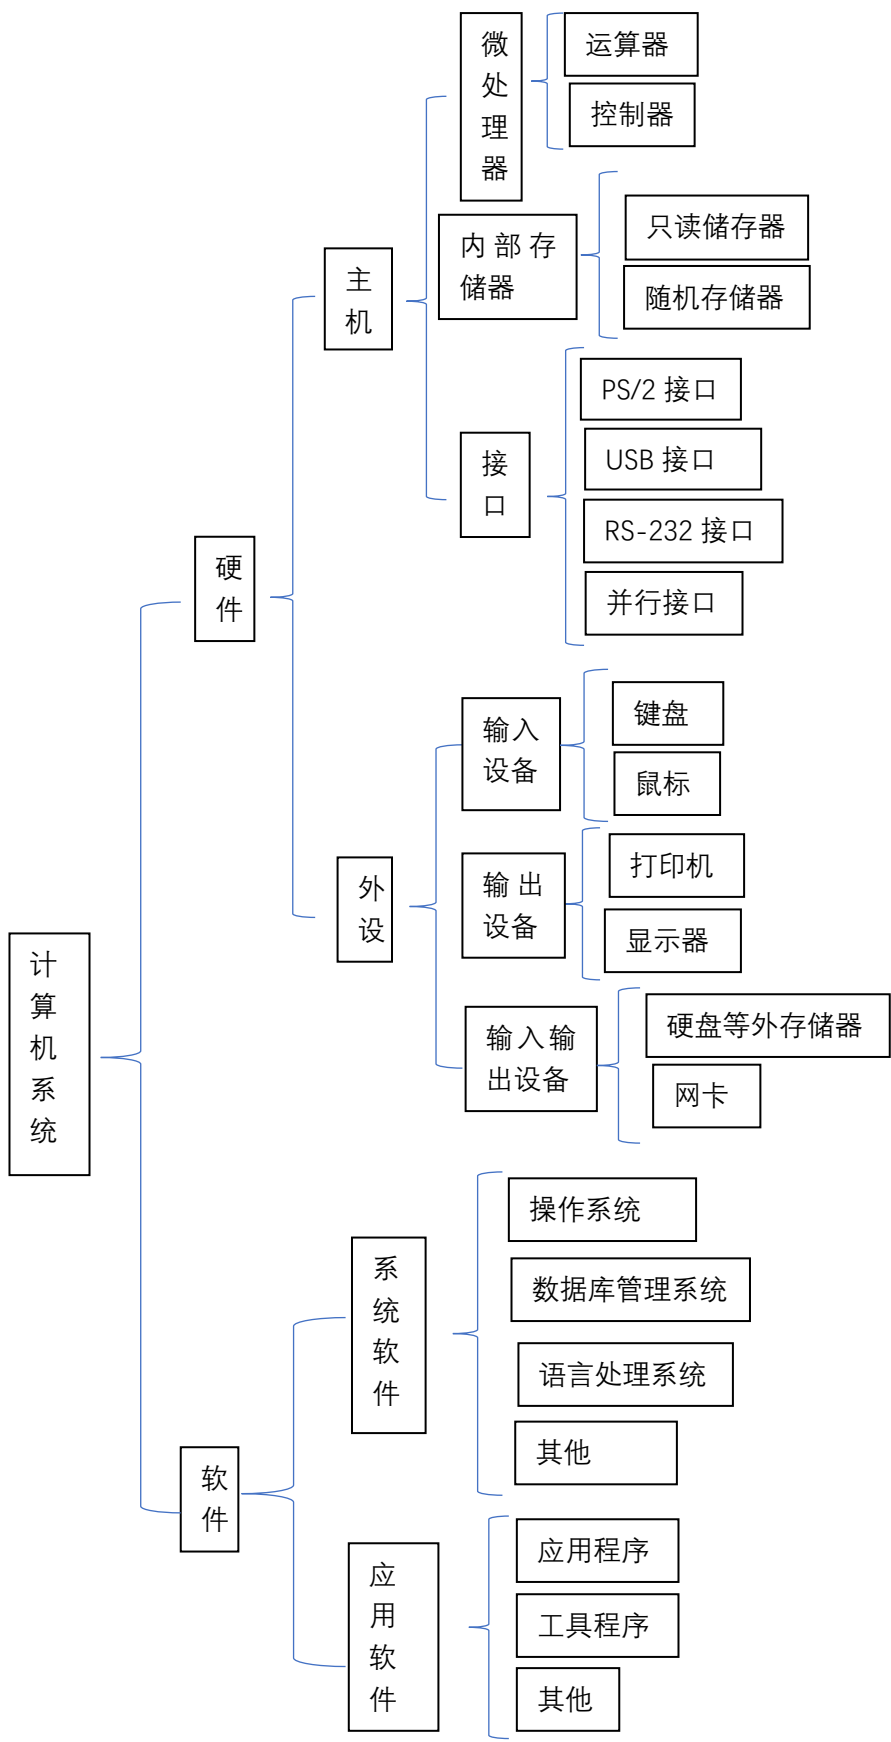 微
处
理
器
运算器
控制器
内部存
储器
只读储存器
随机存储器
主
机
接
口
PS/2 接口
USB 接口
RS-232 接口
并行接口
硬
件
输入
设备
键盘
鼠标
外
设
输出
设备
打印机
显示器
输入输
出设备
硬盘等外存储器
网卡
计
算
机
系
统
系
统
软
件
操作系统
数据库管理系统
语言处理系统
其他
软
件
应
用
软
件
应用程序
工具程序
其他